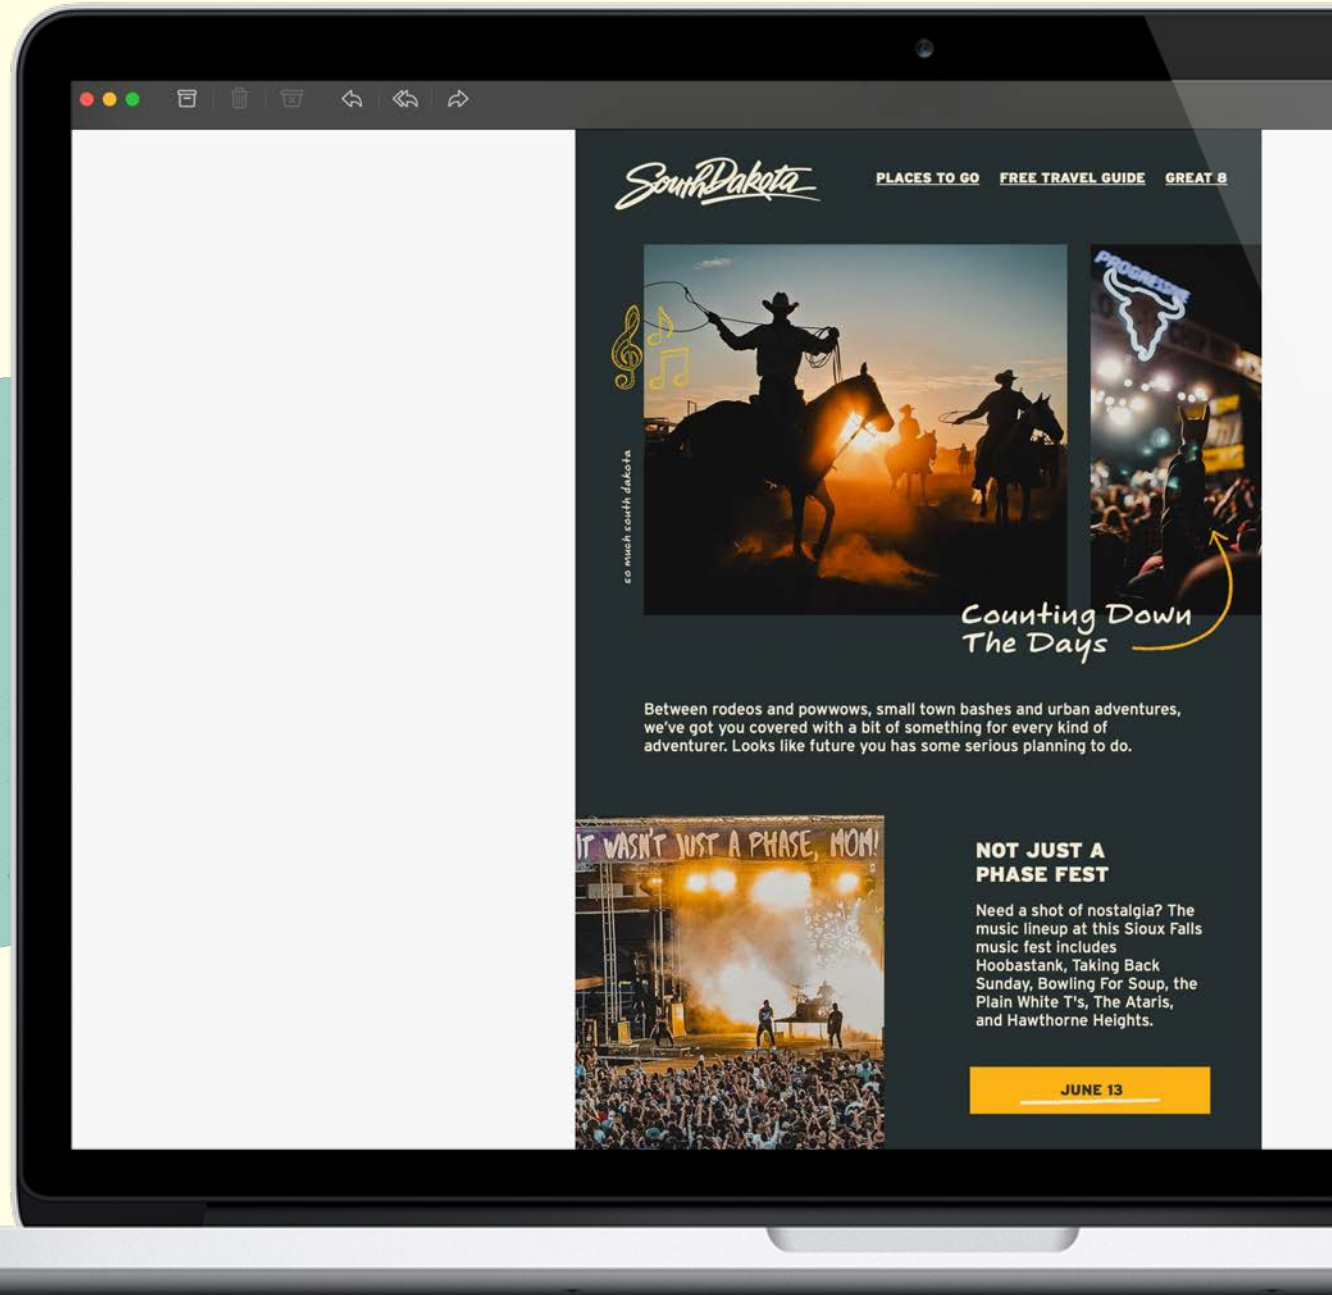 South Dakota
PLACES TO GO FREE TRAVEL GUIDE GREAT 8
PROGRESSIVE
so much south dakota
Counting Down
The Days
Between rodeos and powwows, small town bashes and urban adventures,
we've got you covered with a bit of something for every kind of
adventurer. Looks like future you has some serious planning to do.
IT WASN'T JUST A PHASE, MOM!
NOT JUST A
PHASE FEST
Need a shot of nostalgia? The
music lineup at this Sioux Falls
music fest includes
Hoobastank, Taking Back
Sunday, Bowling For Soup, the
Plain White T's, The Ataris,
and Hawthorne Heights.
JUNE 13